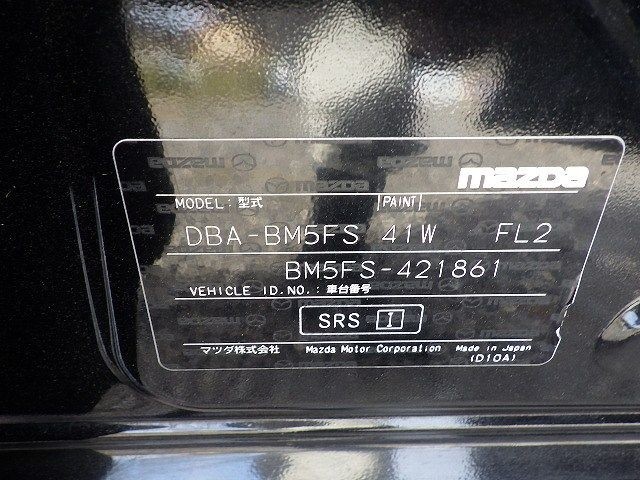 mazda
MODEL:型式 PAINT
DBA-BM5FS 41W FL2
BM5FS-421861
VEHICLE ID.NO.:車台番号
SRS I
マツダ株式会社 Mazda Motor Corporation Made in Japan
(D10A)